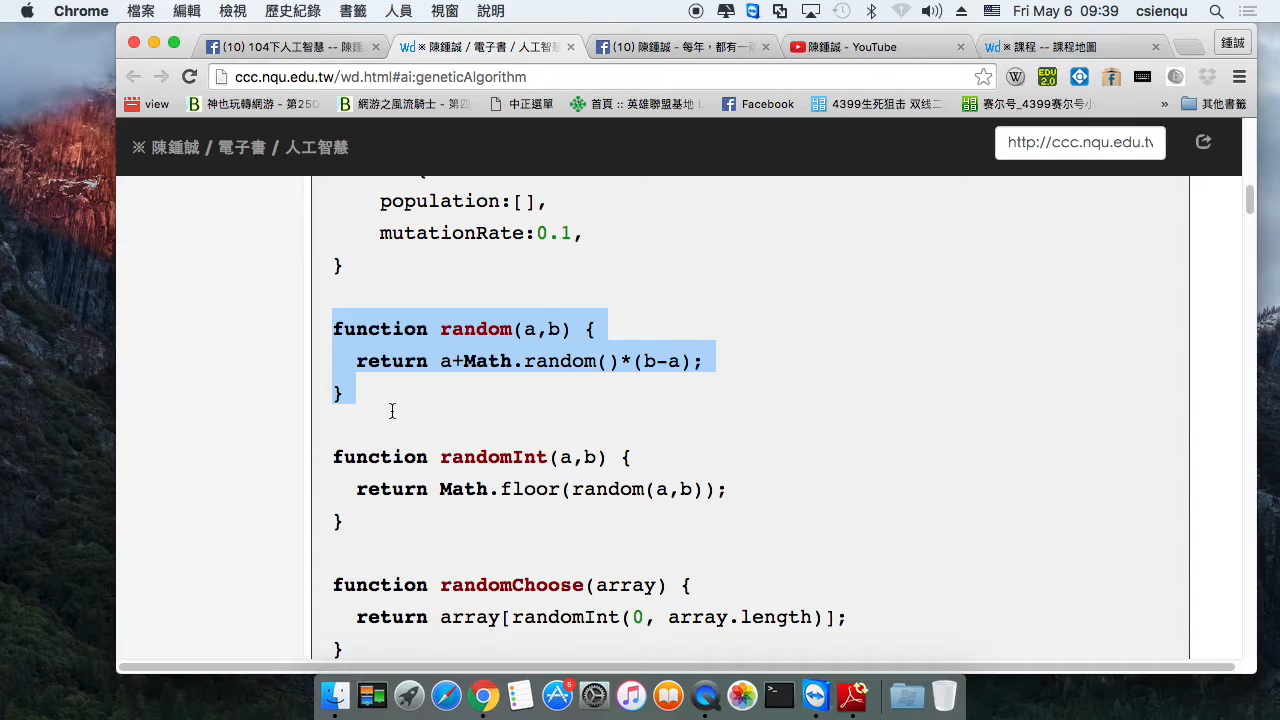 Chrome 檔案 編輯 檢視 歷史紀錄 書籤 人員 視窗 說明 Fri May 6 09:39 csienqu
(10) 104下人工智慧 -- 陳鍾
※ 陳鍾誠 / 電子書 / 人工智
(10) 陳鍾誠 - 每年，都有一
陳鍾誠 - YouTube
※ 課程 -- 課程地圖
鍾誠
ccc.nqu.edu.tw/wd.html#ai:geneticAlgorithm
view 神也玩轉網游 - 第250 网游之風流騎士 - 第四 中正選單 首頁 :: 英雄聯盟基地 Facebook 4399生死狙击 双线二 赛尔号_4399赛尔号小 » 其他書籤
※ 陳鍾誠 / 電子書 / 人工智慧
http://ccc.nqu.edu.tv
population:[],
mutationRate:0.1,
}
function random(a,b) {
return a+Math.random()*(b-a);
}
function randomInt(a,b) {
return Math.floor(random(a,b));
}
function randomChoose(array) {
return array[randomInt(0, array.length)];
}
6